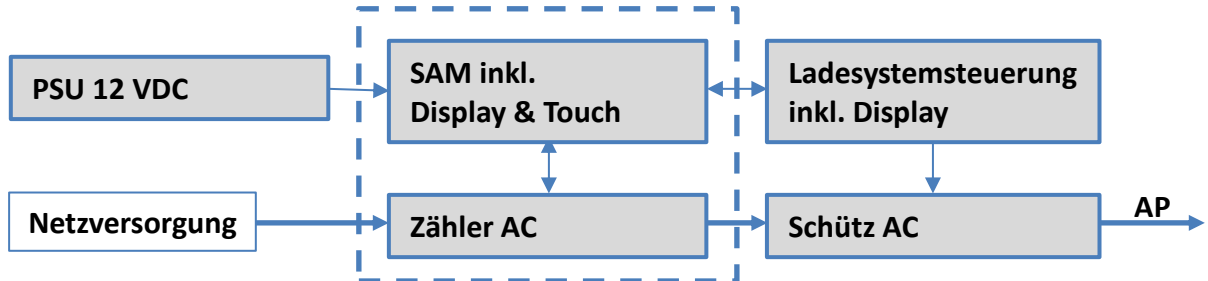 PSU 12 VDC
SAM inkl.
Display & Touch
Ladesystemsteuerung
inkl. Display
Netzversorgung
Zähler AC
Schütz AC
AP